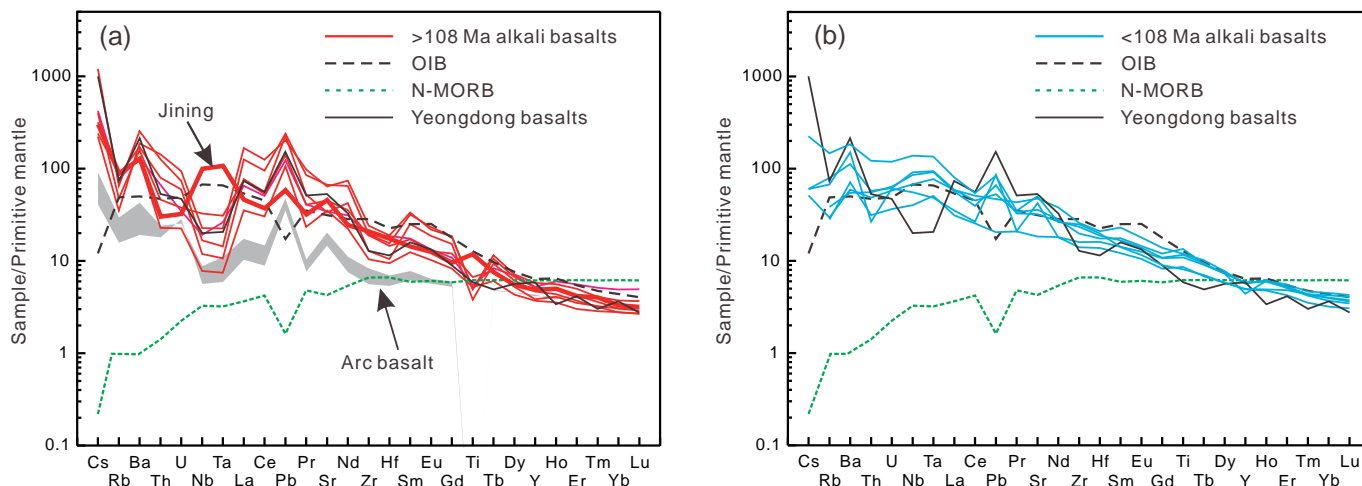 (a)
>108 Ma alkali basalts
OIB
N-MORB
Yeongdong basalts
Jining
Arc basalt
Sample/Primitive mantle
1000
100
10
1
0.1
Cs Ba U Ta Ce Pr Nd Hf Eu Ti Dy Ho Tm Lu
Rb Th Nb La Pb Sr Zr Sm Gd Tb Y Er Yb
(b)
<108 Ma alkali basalts
OIB
N-MORB
Yeongdong basalts
Sample/Primitive mantle
1000
100
10
1
0.1
Cs Ba U Ta Ce Pr Nd Hf Eu Ti Dy Ho Tm Lu
Rb Th Nb La Pb Sr Zr Sm Gd Tb Y Er Yb